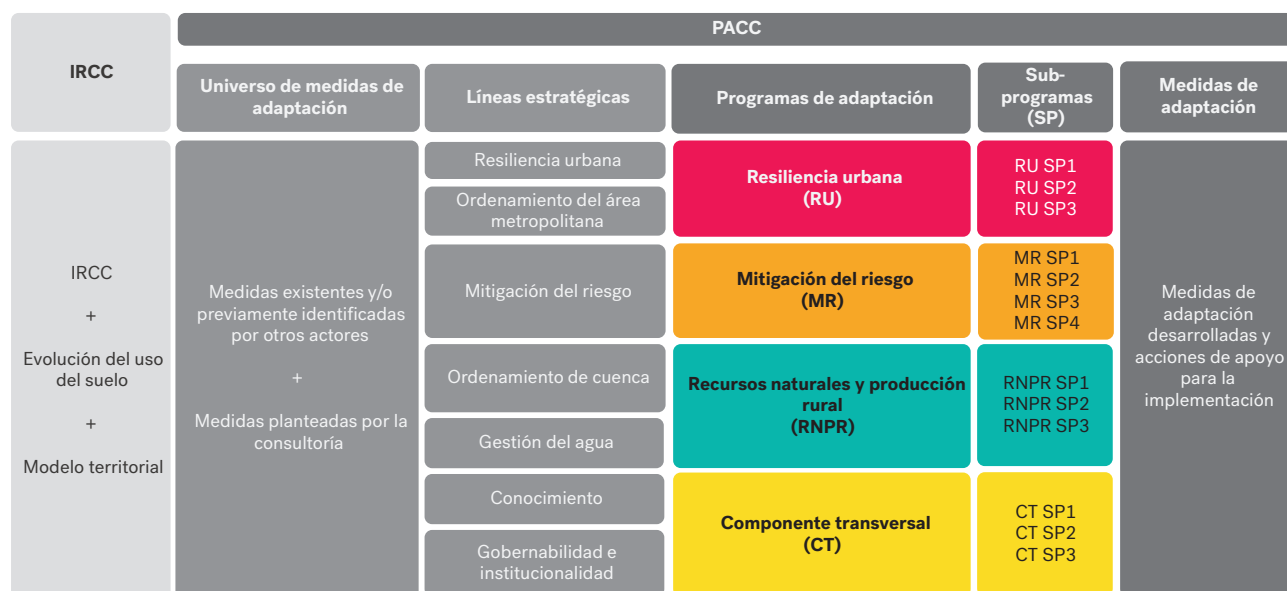 PACC
IRCC
Universo de medidas de
adaptación
Líneas estratégicas
Programas de adaptación
Sub-
programas
(SP)
Medidas de
adaptación
IRCC
+
Evolución del uso
del suelo
+
Modelo territorial
Medidas existentes y/o
previamente identificadas
por otros actores
+
Medidas planteadas por la
consultoría
Resiliencia urbana
Ordenamiento del área
metropolitana
Mitigación del riesgo
Ordenamiento de cuenca
Gestión del agua
Conocimiento
Gobernabilidad e
institucionalidad
Resiliencia urbana
(RU)
Mitigación del riesgo
(MR)
Recursos naturales y producción
rural
(RNPR)
Componente transversal
(CT)
RU SP1
RU SP2
RU SP3
MR SP1
MR SP2
MR SP3
MR SP4
RNPR SP1
RNPR SP2
RNPR SP3
CT SP1
CT SP2
CT SP3
Medidas de
adaptación
desarrolladas y
acciones de apoyo
para la
implementación